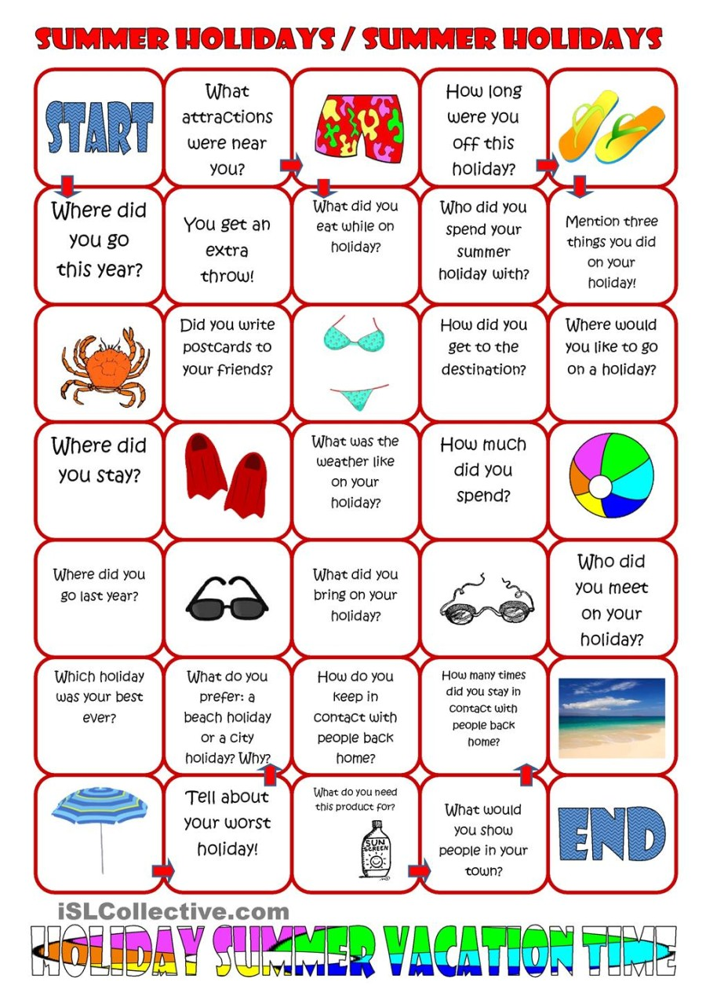 SUMMER HOLIDAYS / SUMMER HOLIDAYS
START
What
attractions
were near
you?
How long
were you
off this
holiday?
Where did
you go
this year?
You get an
extra
throw!
What did you
eat while on
holiday?
Who did you
spend your
summer
holiday with?
Mention three
things you did
on your
holiday!
Did you write
postcards to
your friends?
How did you
get to the
destination?
Where would
you like to go
on a holiday?
Where did
you stay?
What was the
weather like
on your
holiday?
How much
did you
spend?
Where did you
go last year?
What did you
bring on your
holiday?
Who did
you meet
on your
holiday?
Which holiday
was your best
ever?
What do you
prefer: a
beach holiday
or a city
holiday? Why?
How do you
keep in
contact with
people back
home?
How many times
did you stay in
contact with
people back
home?
Tell about
your worst
holiday!
What do you need
this product for?
SUN
SCREEN
What would
you show
people in your
town?
END
iSLCollective.com
HOLIDAY SUMMER VACATION TIME